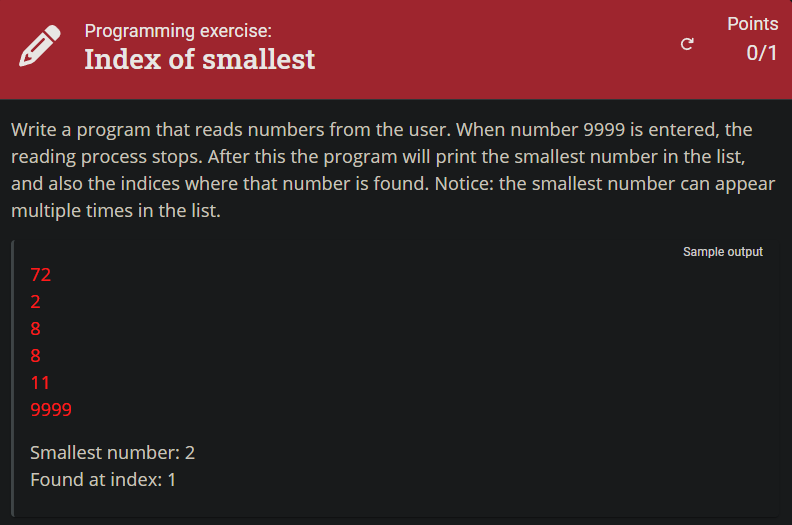 Programming exercise:
Index of smallest
Points
0/1
Write a program that reads numbers from the user. When number 9999 is entered, the
reading process stops. After this the program will print the smallest number in the list,
and also the indices where that number is found. Notice: the smallest number can appear
multiple times in the list.
Sample output
72
2
8
8
11
9999
Smallest number: 2
Found at index: 1